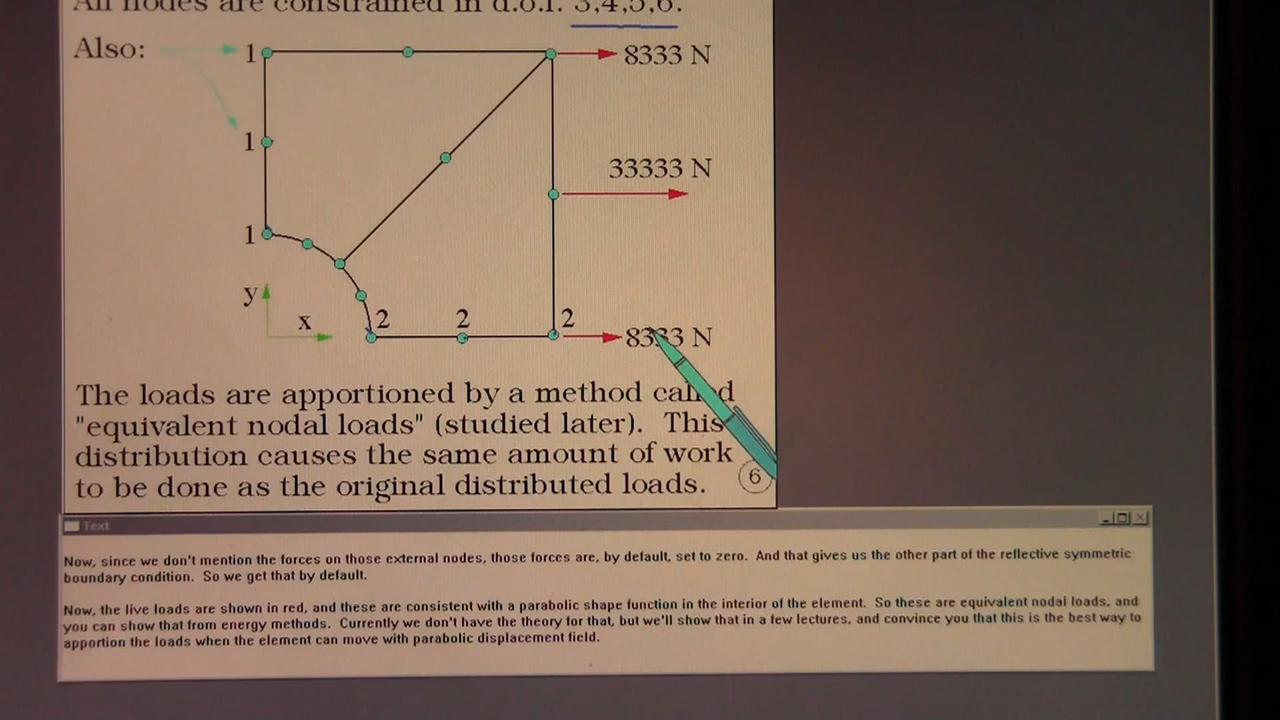 All nodes are constrained in d.o.f. 3,4,5,6.
Also:
1
8333 N
1
33333 N
1
y
x
2
2
2
8333 N
The loads are apportioned by a method called
"equivalent nodal loads" (studied later). This
distribution causes the same amount of work
to be done as the original distributed loads.
6
Text
Now, since we don't mention the forces on those external nodes, those forces are, by default, set to zero. And that gives us the other part of the reflective symmetric
boundary condition. So we get that by default.
Now, the live loads are shown in red, and these are consistent with a parabolic shape function in the interior of the element. So these are equivalent nodal loads, and
you can show that from energy methods. Currently we don't have the theory for that, but we'll show that in a few lectures, and convince you that this is the best way to
apportion the loads when the element can move with parabolic displacement field.